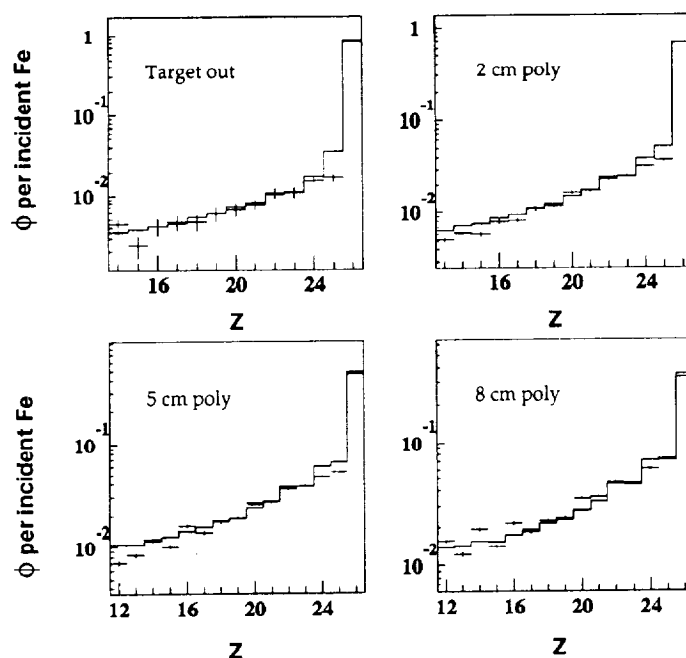 Target out
1
10⁻¹
10⁻²
16 20 24
Z
φ per incident Fe
2 cm poly
1
10⁻¹
10⁻²
16 20 24
Z
5 cm poly
10⁻¹
10⁻²
12 16 20 24
Z
φ per incident Fe
8 cm poly
10⁻¹
10⁻²
12 16 20 24
Z